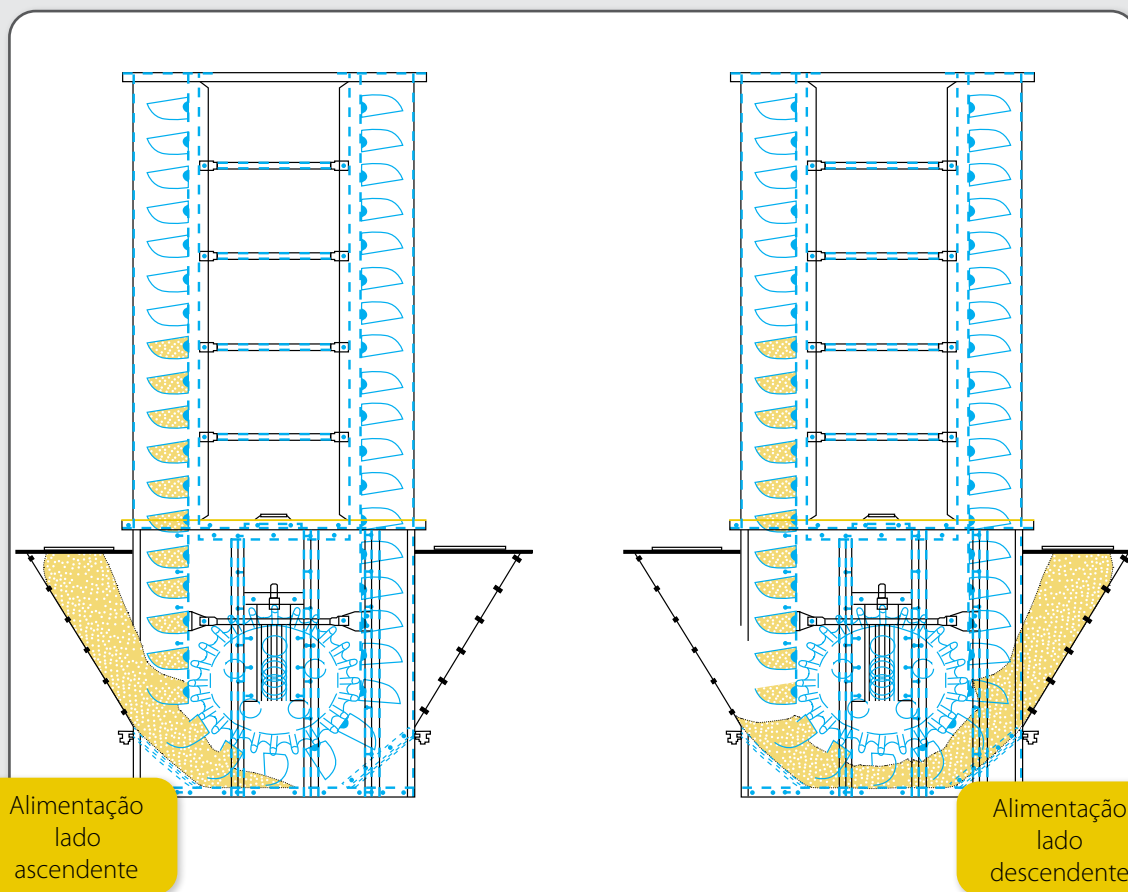 Alimentação
lado
ascendente
Alimentação
lado
descendente